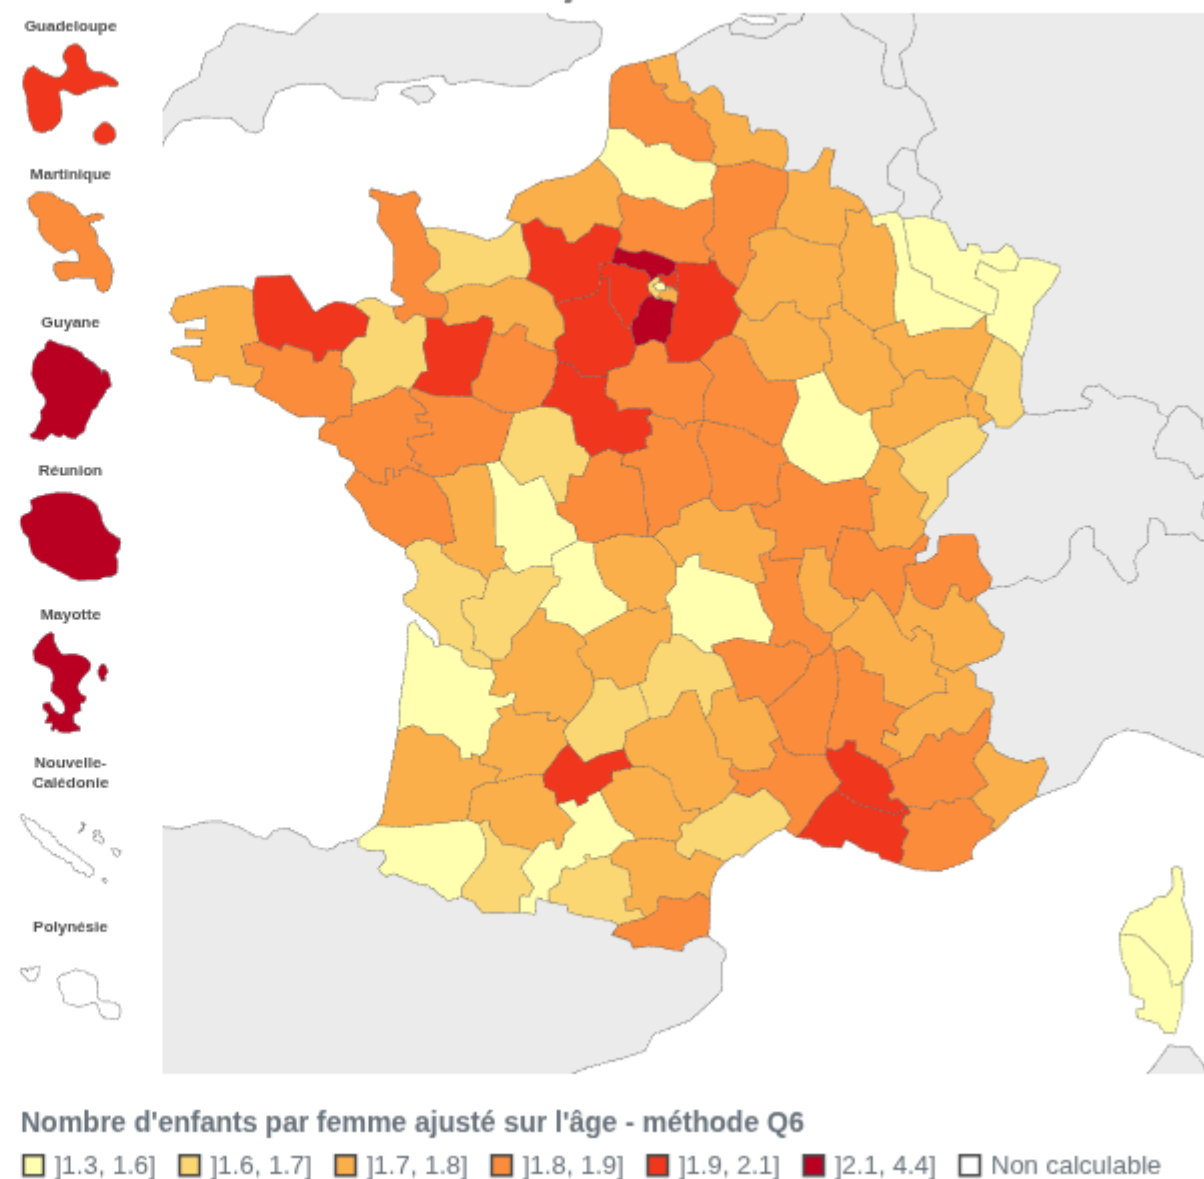 Guadeloupe
Martinique
Guyane
Réunion
Mayotte
Nouvelle-
Calédonie
Polynésie
Nombre d'enfants par femme ajusté sur l'âge - méthode Q6
]1.3, 1.6] ]1.6, 1.7] ]1.7, 1.8] ]1.8, 1.9] ]1.9, 2.1] ]2.1, 4.4] Non calculable